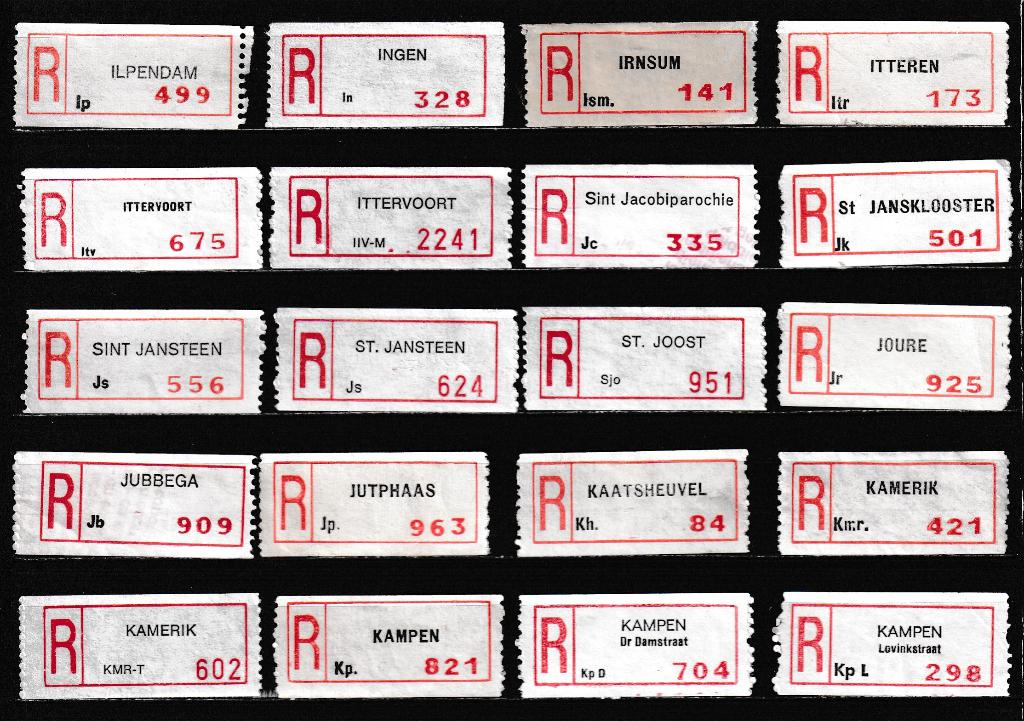 R ILPENDAM
Ip 499
R INGEN
In 328
R IRNSUM
Ism. 141
R ITTEREN
Itr 173
R ITTERVOORT
Itv 675
R ITTERVOORT
IIV-M 2241
R Sint Jacobiparochie
Jc 335
R St JANSKLOOSTER
Jk 501
R SINT JANSTEEN
Js 556
R ST. JANSTEEN
Js 624
R ST. JOOST
Sjo 951
R JOURE
Jr 925
R JUBBEGA
Jb 909
R JUTPHAAS
Jp. 963
R KAATSHEUVEL
Kh. 84
R KAMERIK
Kmr. 421
R KAMERIK
KMR-T 602
R KAMPEN
Kp. 821
R KAMPEN
Dr Damstraat
Kp D 704
R KAMPEN
Lovinkstraat
Kp L 298